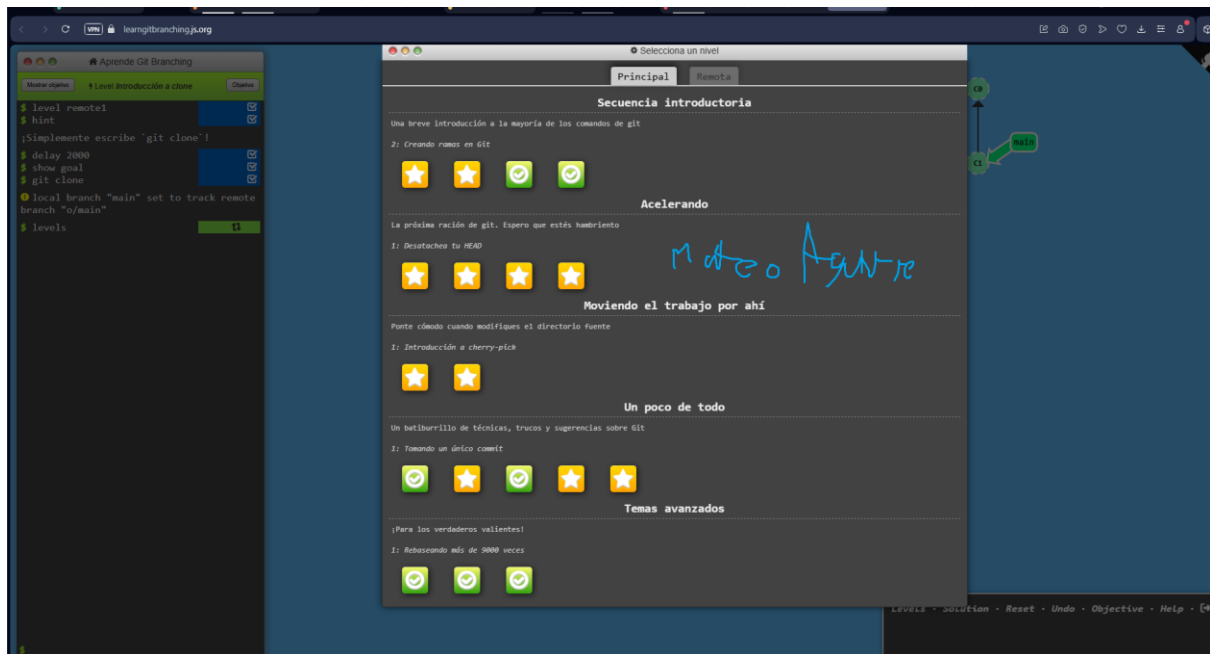 VPN learngitbranching.js.org
Aprende Git Branching
Mostrar objetivo Level Introducción a clone Objetivo
$ level remote1
$ hint
¡Simplemente escribe `git clone`!
$ delay 2000
$ show goal
$ git clone
local branch "main" set to track remote
branch "o/main"
$ levels
$
Selecciona un nivel
Principal Remota
Secuencia introductoria
Una breve introducción a la mayoría de los comandos de git
2: Creando ramas en Git
Acelerando
La próxima ración de git. Espero que estés hambriento
1: Desatachea tu HEAD
Mateo
Moviendo el trabajo por ahí
Ponte cómodo cuando modifiques el directorio fuente
1: Introducción a cherry-pick
Un poco de todo
Un batiburrillo de técnicas, trucos y sugerencias sobre Git
1: Tomando un único commit
Temas avanzados
¡Para los verdaderos valientes!
1: Rebaseando más de 9000 veces
C0
main
C1
Levels - Solution - Reset - Undo - Objective - Help -